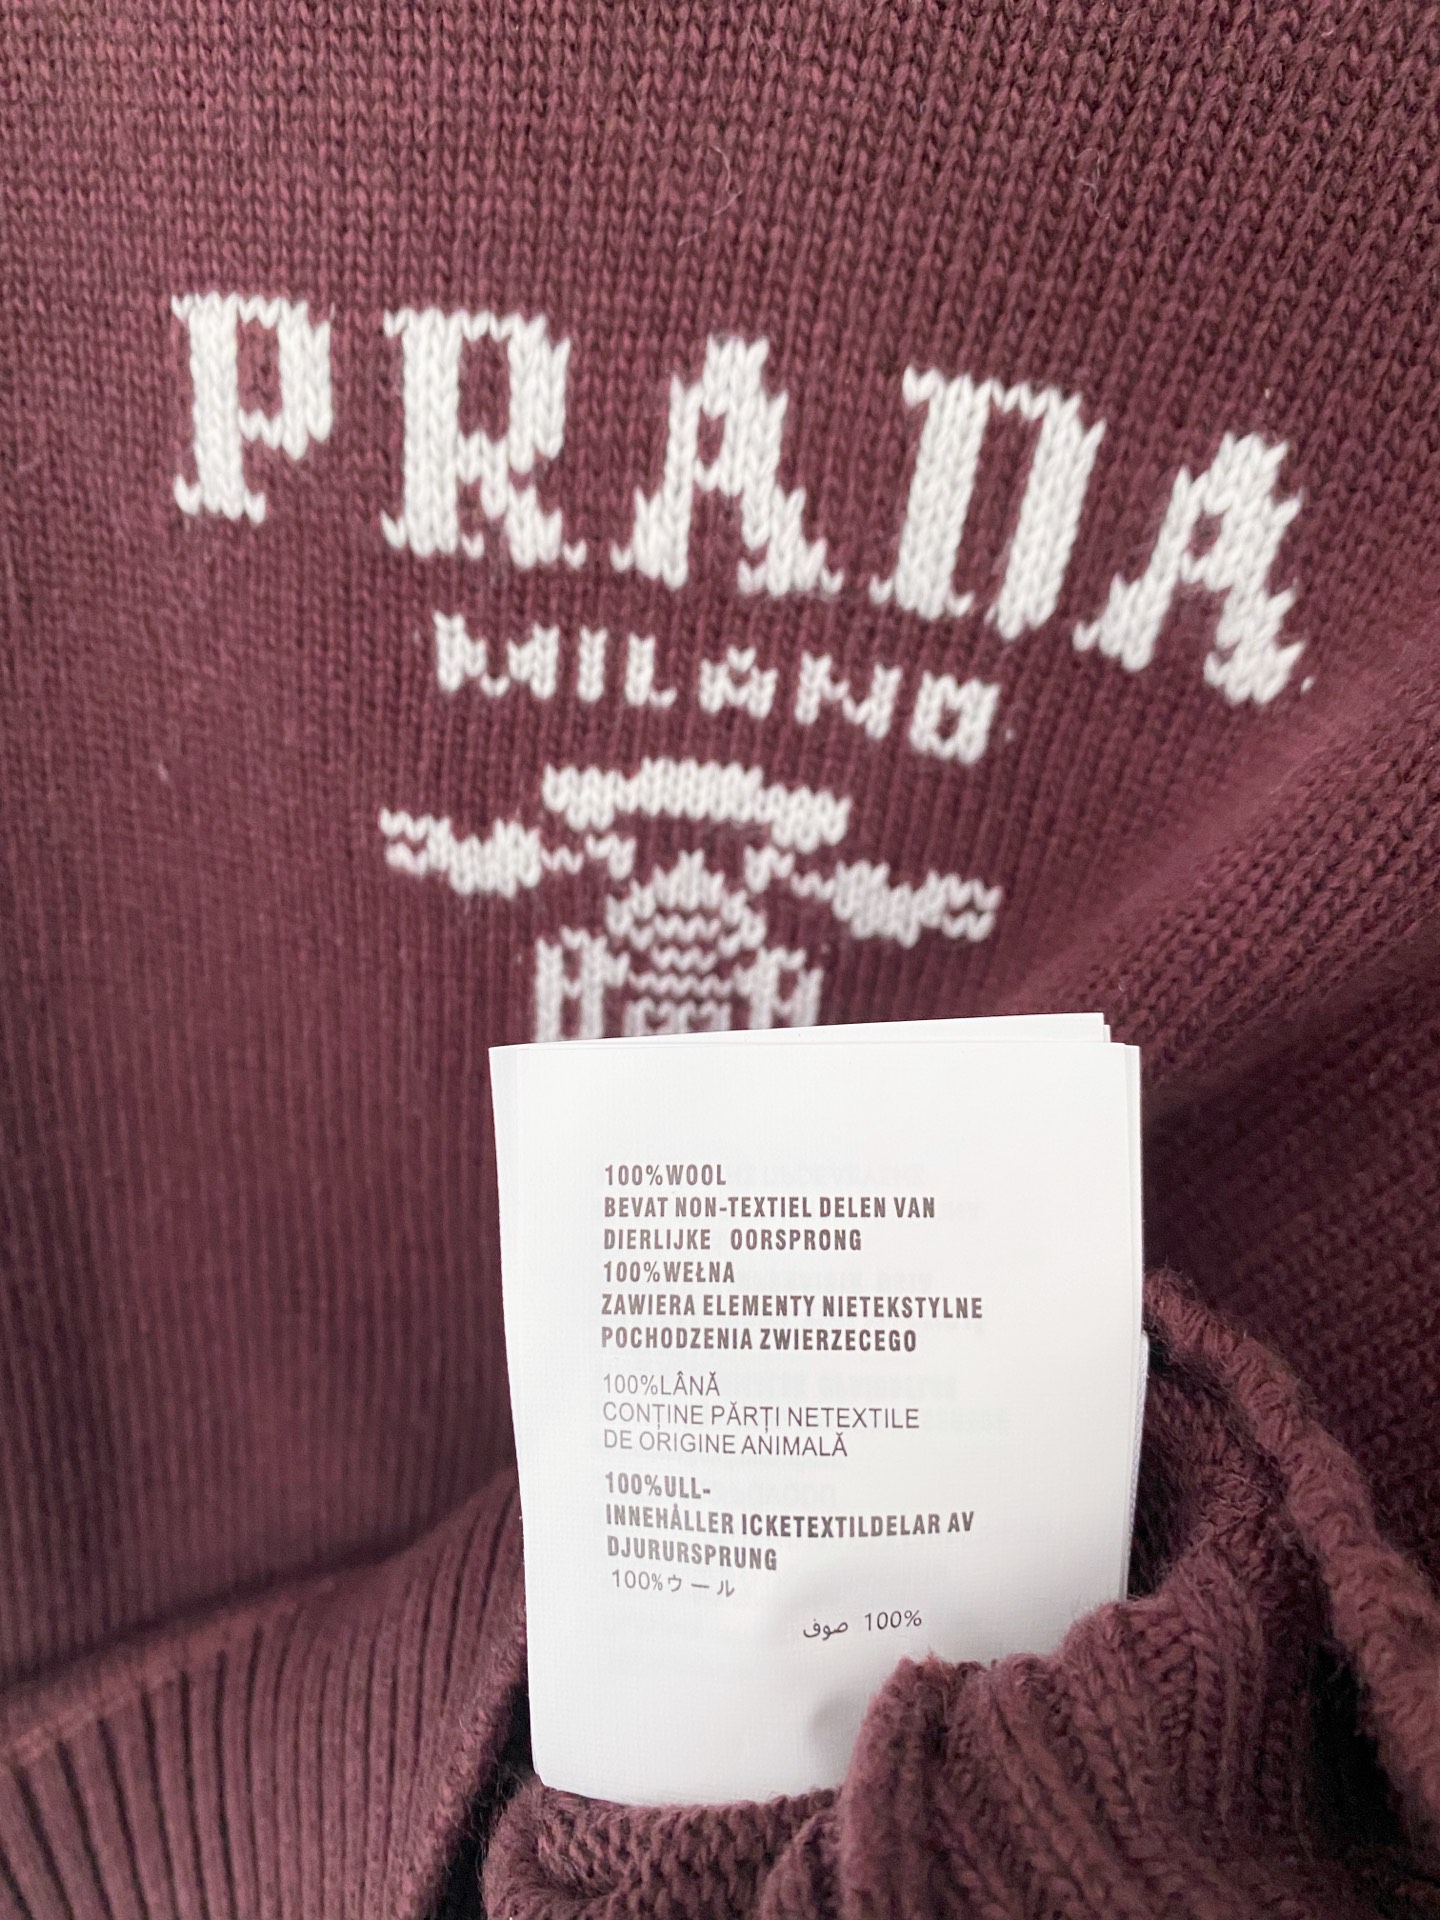 PRADA
MILANO
100%WOOL
BEVAT NON-TEXTIEL DELEN VAN
DIERLIJKE OORSPRONG
100%WEŁNA
ZAWIERA ELEMENTY NIETEKSTYLNE
POCHODZENIA ZWIERZECEGO
100%LÂNĂ
CONȚINE PĂRȚI NETEXTILE
DE ORIGINE ANIMALĂ
100%ULL-
INNEHÅLLER ICKETEXTILDELAR AV
DJURURSPRUNG
100%ウール
100% صوف